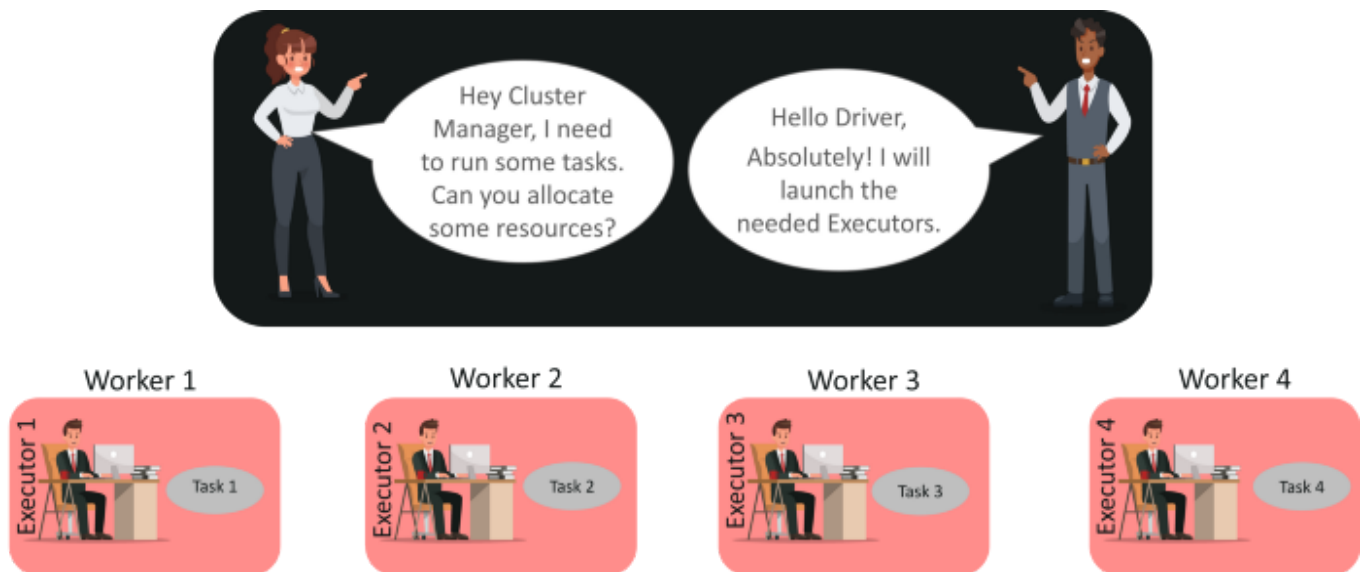 Hey Cluster
Manager, I need
to run some tasks.
Can you allocate
some resources?
Hello Driver,
Absolutely! I will
launch the
needed Executors.
Worker 1
Worker 2
Worker 3
Worker 4
Executor 1
Task 1
Executor 2
Task 2
Executor 3
Task 3
Executor 4
Task 4